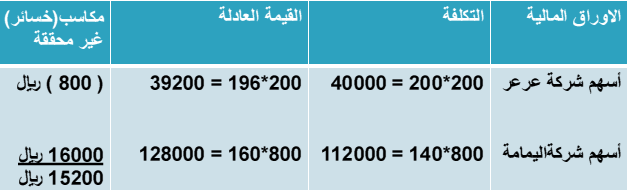 الاوراق المالية التكلفة القيمة العادلة مكاسب(خسائر) غير محققة
أسهم شركة عرعر 200*200 = 40000 200*196 = 39200 ( 800 ) ريال
أسهم شركةاليمامة 800*140 = 112000 800*160 = 128000 16000 ريال
15200 ريال